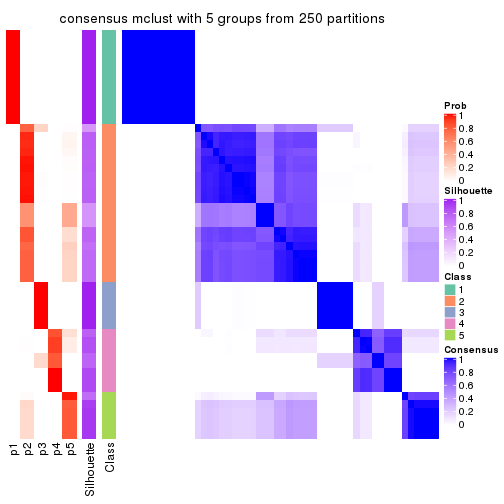 consensus mclust with 5 groups from 250 partitions
Prob
1
0.8
0.6
0.4
0.2
0
Silhouette
1
0.8
0.6
0.4
0.2
0
Class
1
2
3
4
5
Consensus
1
0.8
0.6
0.4
0.2
0
p1
p2
p3
p4
p5
Silhouette
Class